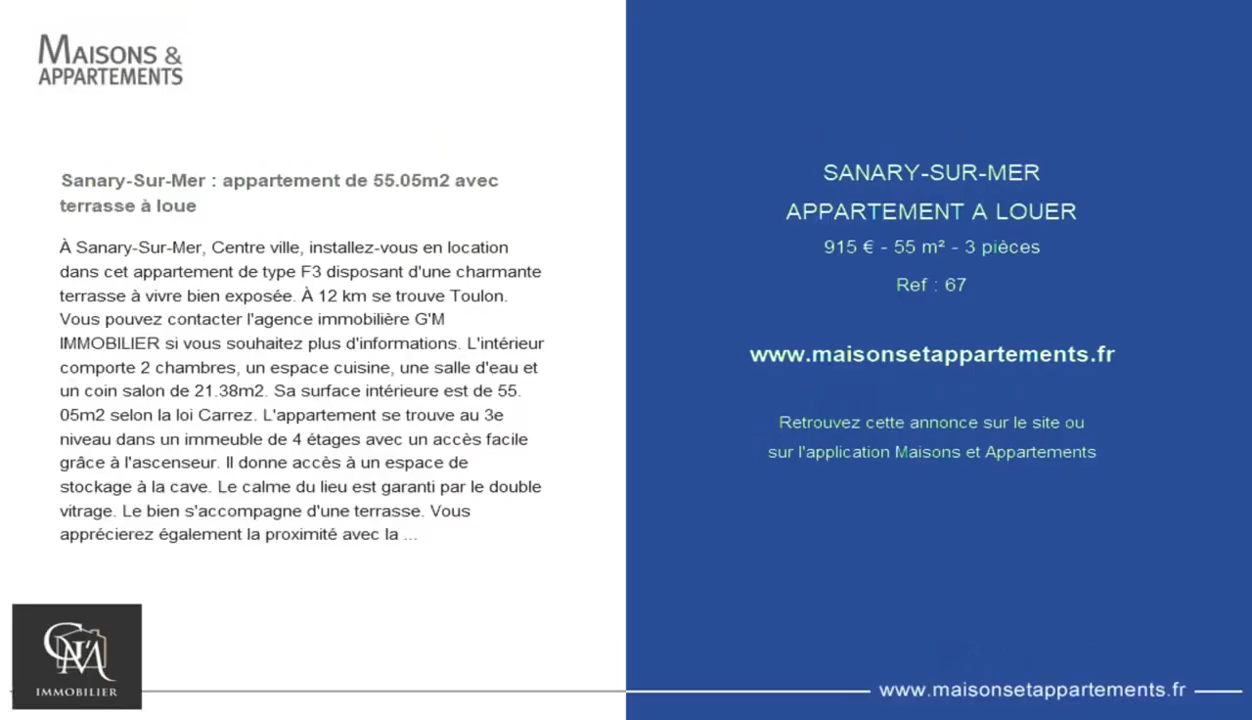 MAISONS &
APPARTEMENTS
Sanary-Sur-Mer : appartement de 55.05m2 avec
terrasse à loue
À Sanary-Sur-Mer, Centre ville, installez-vous en location
dans cet appartement de type F3 disposant d'une charmante
terrasse à vivre bien exposée. À 12 km se trouve Toulon.
Vous pouvez contacter l'agence immobilière G'M
IMMOBILIER si vous souhaitez plus d'informations. L'intérieur
comporte 2 chambres, un espace cuisine, une salle d'eau et
un coin salon de 21.38m2. Sa surface intérieure est de 55.
05m2 selon la loi Carrez. L'appartement se trouve au 3e
niveau dans un immeuble de 4 étages avec un accès facile
grâce à l'ascenseur. Il donne accès à un espace de
stockage à la cave. Le calme du lieu est garanti par le double
vitrage. Le bien s'accompagne d'une terrasse. Vous
apprécierez également la proximité avec la ...
G'M
IMMOBILIER
SANARY-SUR-MER
APPARTEMENT A LOUER
915 € - 55 m² - 3 pièces
Ref : 67
www.maisonsetappartements.fr
Retrouvez cette annonce sur le site ou
sur l'application Maisons et Appartements
www.maisonsetappartements.fr